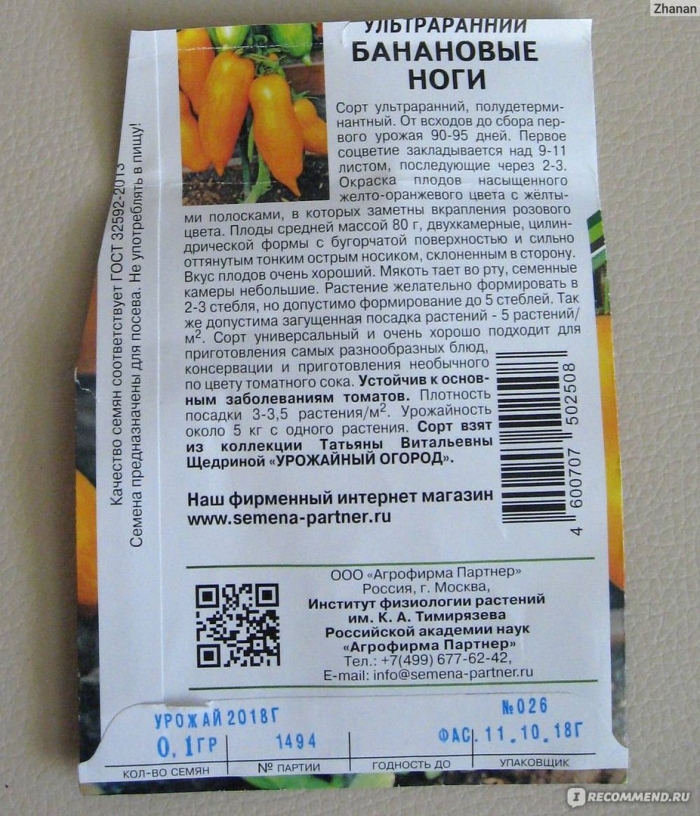 Zhanan
УЛЬТРАРАННИЙ
БАНАНОВЫЕ
НОГИ
Сорт ультраранний, полудетерми-
нантный. От всходов до сбора пер-
вого урожая 90-95 дней. Первое
соцветие закладывается над 9-11
листом, последующие через 2-3.
Окраска плодов насыщенного
желто-оранжевого цвета с жёлты-
ми полосками, в которых заметны вкрапления розового
цвета. Плоды средней массой 80 г, двухкамерные, цилин-
дрической формы с бугорчатой поверхностью и сильно
оттянутым тонким острым носиком, склоненным в сторону.
Вкус плодов очень хороший. Мякоть тает во рту, семенные
камеры небольшие. Растение желательно формировать в
2-3 стебля, но допустимо формирование до 5 стеблей. Так
же допустима загущенная посадка растений - 5 растений/
м². Сорт универсальный и очень хорошо подходит для
приготовления самых разнообразных блюд,
консервации и приготовления необычного
по цвету томатного сока. Устойчив к основ-
ным заболеваниям томатов. Плотность
посадки 3-3,5 растения/м². Урожайность
около 5 кг с одного растения. Сорт взят
из коллекции Татьяны Витальевны
Щедриной «УРОЖАЙНЫЙ ОГОРОД».
Наш фирменный интернет магазин
www.semena-partner.ru
4 600707 502508
Качество семян соответствует ГОСТ 32592-2013
Семена предназначены для посева. Не употреблять в пищу!
ООО «Агрофирма Партнер»
Россия, г. Москва,
Институт физиологии растений
им. К. А. Тимирязева
Российской академии наук
«Агрофирма Партнер»
Тел.: +7(499) 677-62-42,
E-mail: info@semena-partner.ru
УРОЖАЙ 2018Г №026
0,1ГР 1494 ФАС. 11.10.18Г
КОЛ-ВО СЕМЯН № ПАРТИИ ГОДНОСТЬ ДО УПАКОВЩИК
IRECOMMEND.RU